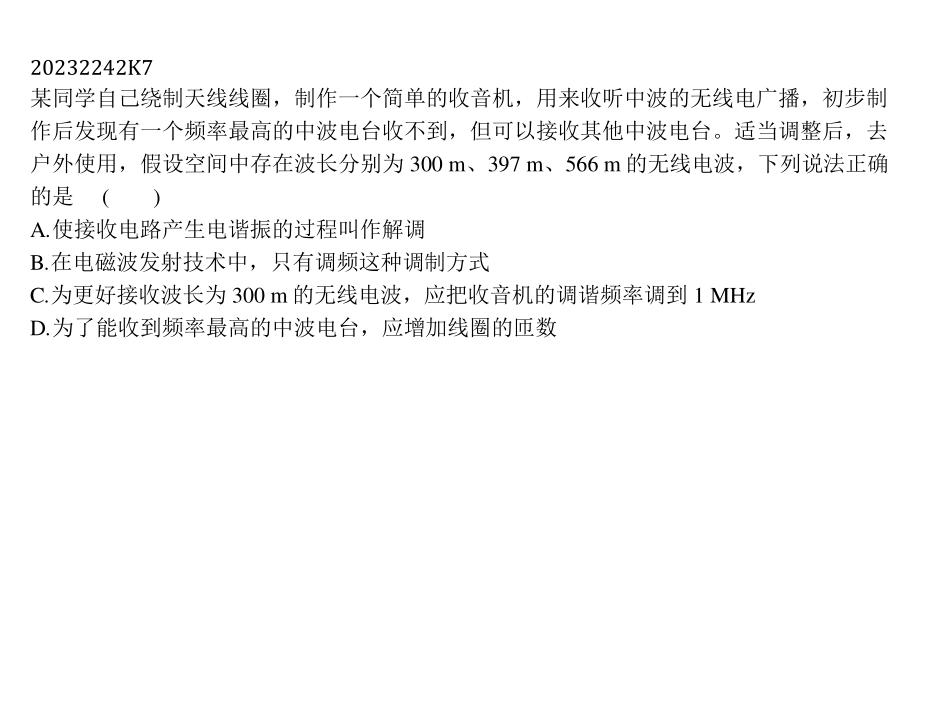 20232242K7
某同学自己绕制天线线圈，制作一个简单的收音机，用来收听中波的无线电广播，初步制
作后发现有一个频率最高的中波电台收不到，但可以接收其他中波电台。适当调整后，去
户外使用，假设空间中存在波长分别为 300 m、397 m、566 m 的无线电波，下列说法正确
的是 (  )
A.使接收电路产生电谐振的过程叫作解调
B.在电磁波发射技术中，只有调频这种调制方式
C.为更好接收波长为 300 m 的无线电波，应把收音机的调谐频率调到 1 MHz
D.为了能收到频率最高的中波电台，应增加线圈的匝数